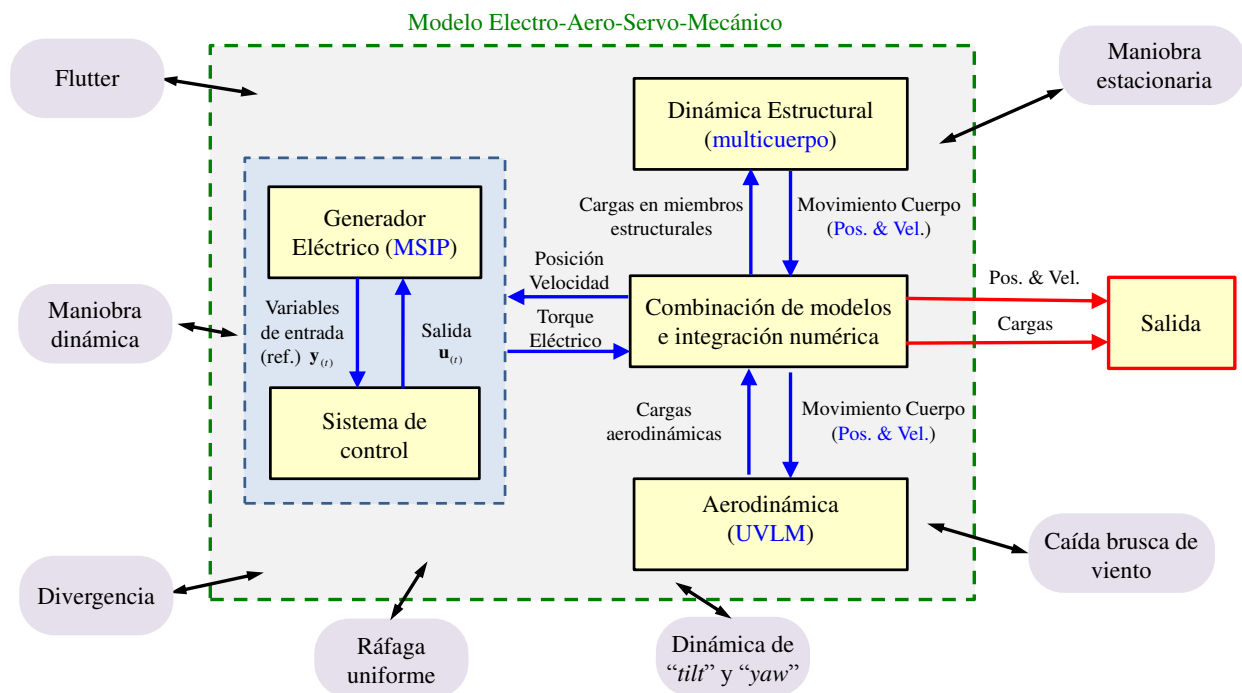 Modelo Electro-Aero-Servo-Mecánico
Flutter
Maniobra
estacionaria
Dinámica Estructural
(multicuerpo)
Generador
Eléctrico (MSIP)
Cargas en miembros
estructurales
Movimiento Cuerpo
(Pos. & Vel.)
Posición
Velocidad
Maniobra
dinámica
Variables
de entrada
(ref.) y(t)
Salida
u(t)
Torque
Eléctrico
Combinación de modelos
e integración numérica
Pos. & Vel.
Cargas
Salida
Sistema de
control
Cargas
aerodinámicas
Movimiento Cuerpo
(Pos. & Vel.)
Aerodinámica
(UVLM)
Caída brusca de
viento
Divergencia
Ráfaga
uniforme
Dinámica de
“tilt” y “yaw”